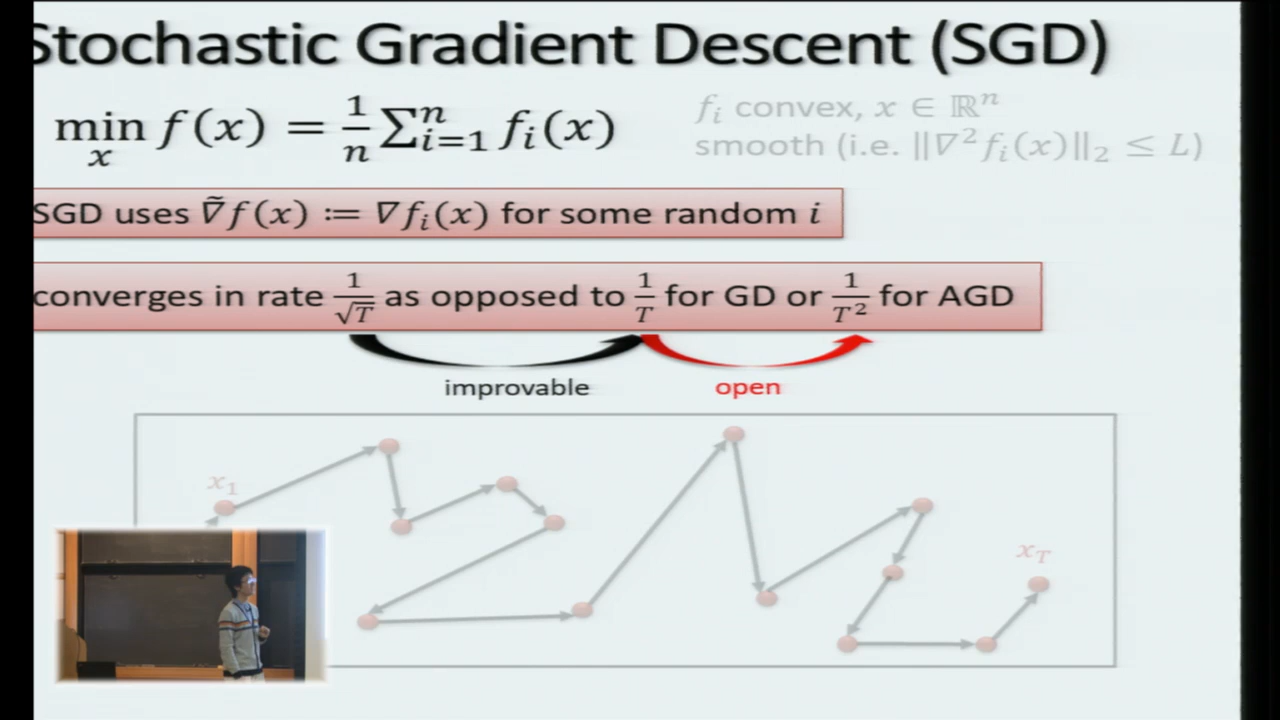 Stochastic Gradient Descent (SGD)
min_x f(x) = 1/n ∑_{i=1}^n f_i(x)
f_i convex, x ∈ ℝ^n
smooth (i.e. ‖∇²f_i(x)‖₂ ≤ L)
SGD uses ∇̃f(x) := ∇f_i(x) for some random i
converges in rate 1/√T as opposed to 1/T for GD or 1/T² for AGD
improvable open
x_1
x_T